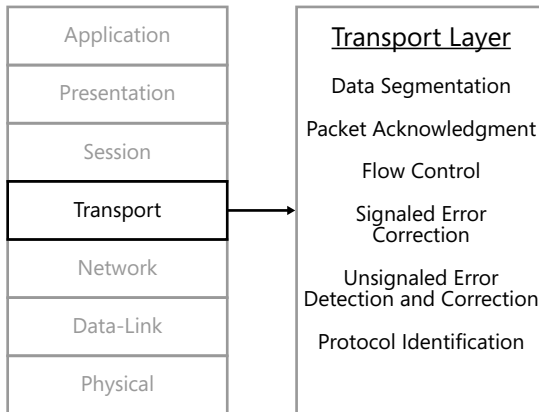 Application
Presentation
Session
Transport
Network
Data-Link
Physical
Transport Layer
Data Segmentation
Packet Acknowledgment
Flow Control
Signaled Error
Correction
Unsignaled Error
Detection and Correction
Protocol Identification